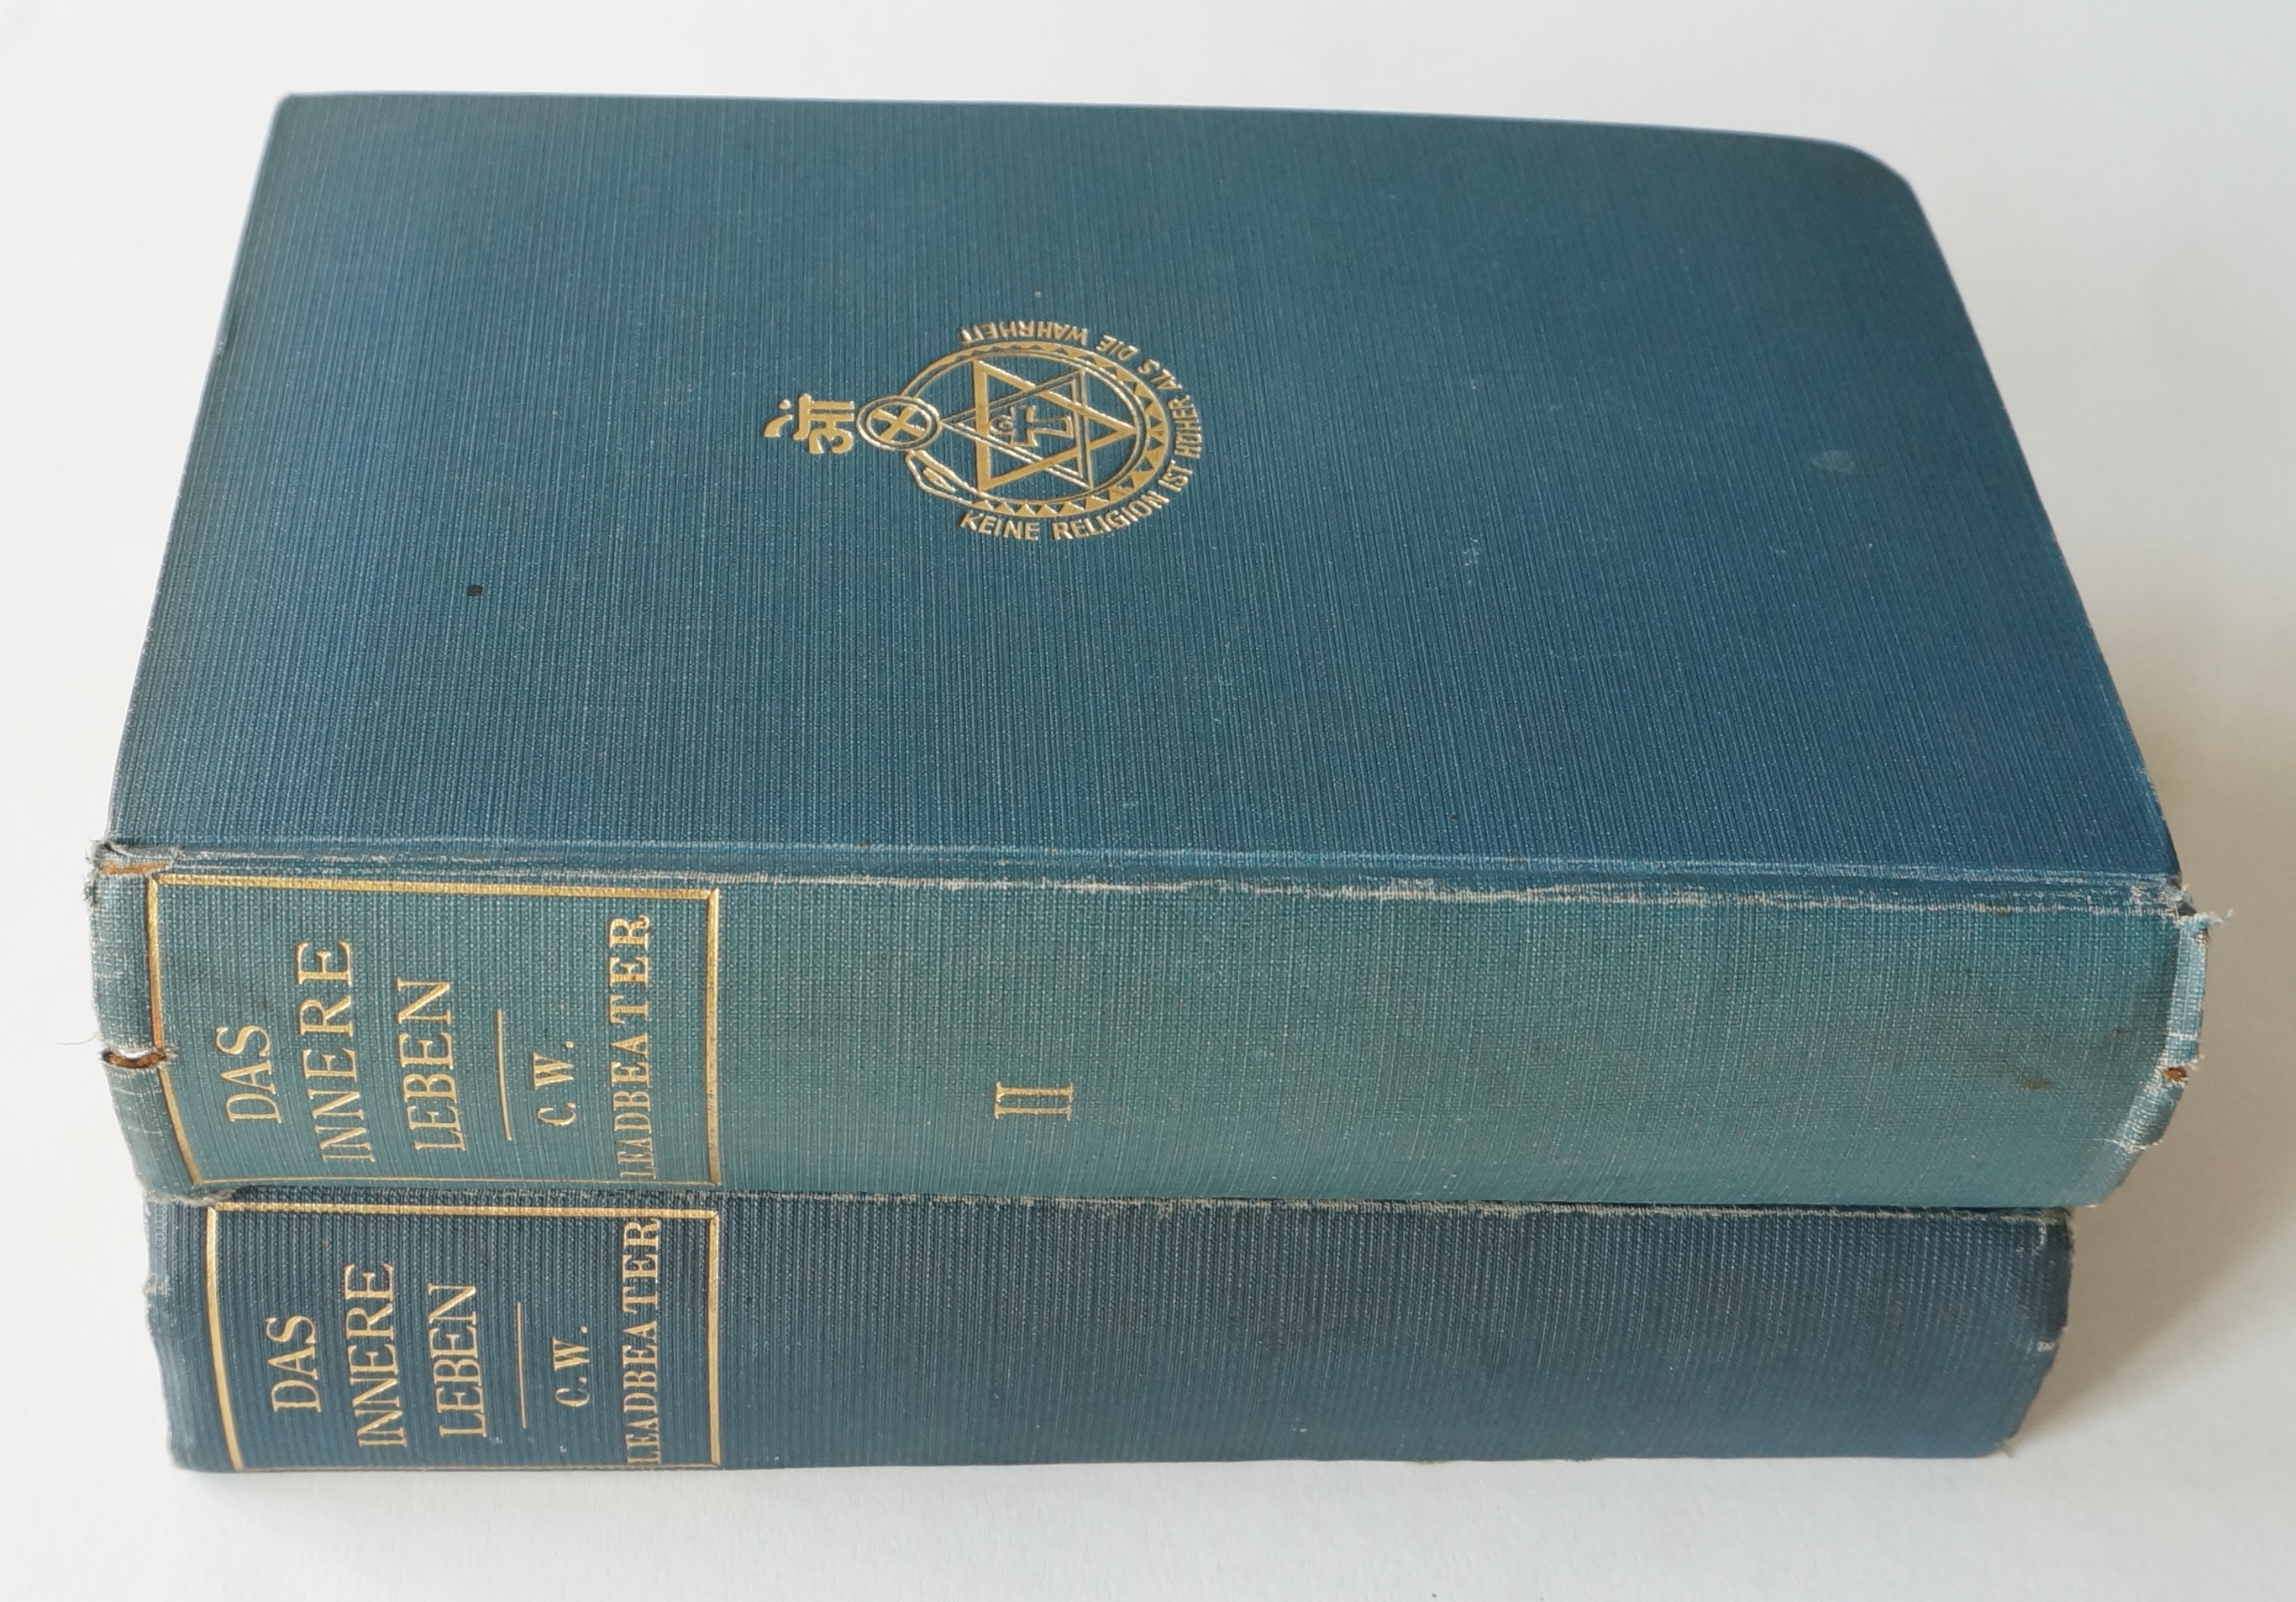 ओं
KEINE RELIGION IST HÖHER ALS DIE WAHRHEIT
DAS
INNERE
LEBEN
C. W.
LEADBEATER
II
DAS
INNERE
LEBEN
C. W.
LEADBEATER